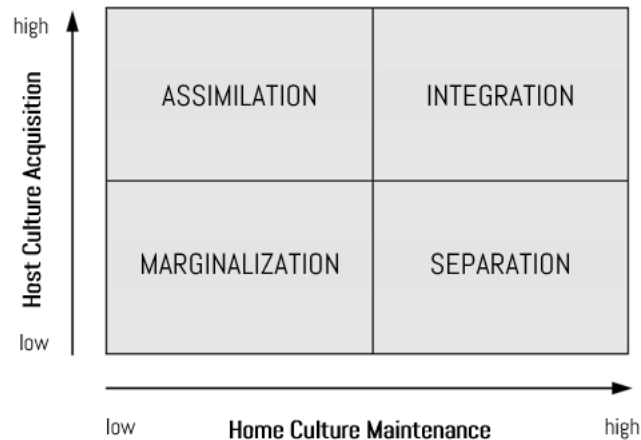 high
ASSIMILATION
INTEGRATION
Host Culture Acquisition
MARGINALIZATION
SEPARATION
low
low
Home Culture Maintenance
high